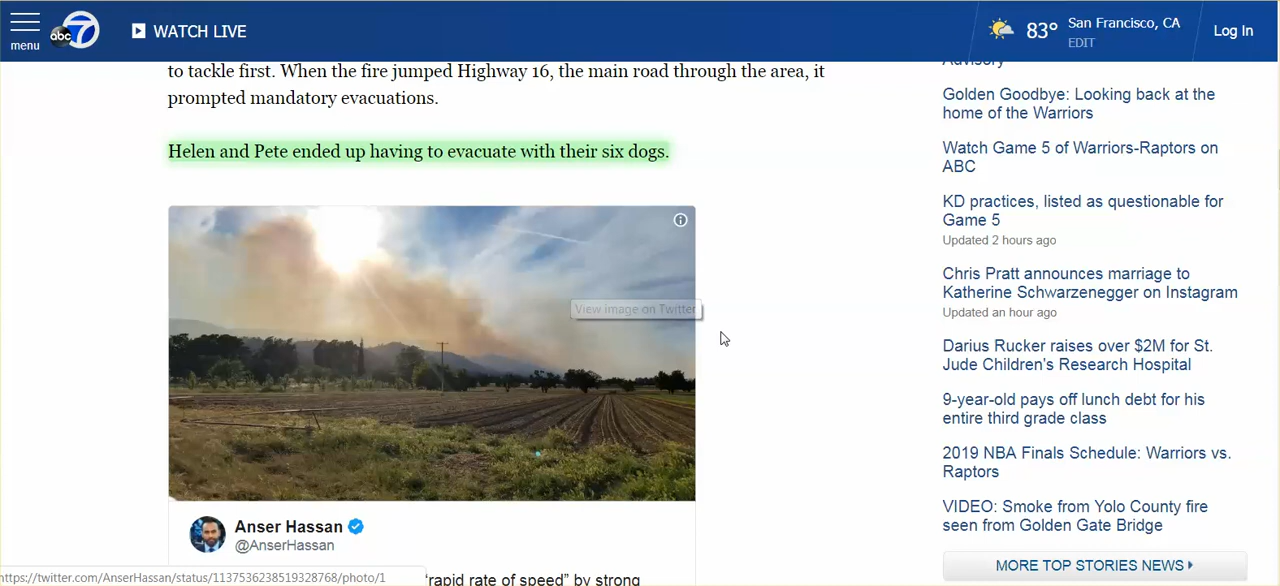 menu
abc 7
WATCH LIVE
83°
San Francisco, CA
EDIT
Log In
to tackle first. When the fire jumped Highway 16, the main road through the area, it
prompted mandatory evacuations.
Helen and Pete ended up having to evacuate with their six dogs.
View image on Twitter
Anser Hassan
@AnserHassan
"rapid rate of speed" by strong
https://twitter.com/AnserHassan/status/1137536238519328768/photo/1
Advisory
Golden Goodbye: Looking back at the
home of the Warriors
Watch Game 5 of Warriors-Raptors on
ABC
KD practices, listed as questionable for
Game 5
Updated 2 hours ago
Chris Pratt announces marriage to
Katherine Schwarzenegger on Instagram
Updated an hour ago
Darius Rucker raises over $2M for St.
Jude Children's Research Hospital
9-year-old pays off lunch debt for his
entire third grade class
2019 NBA Finals Schedule: Warriors vs.
Raptors
VIDEO: Smoke from Yolo County fire
seen from Golden Gate Bridge
MORE TOP STORIES NEWS